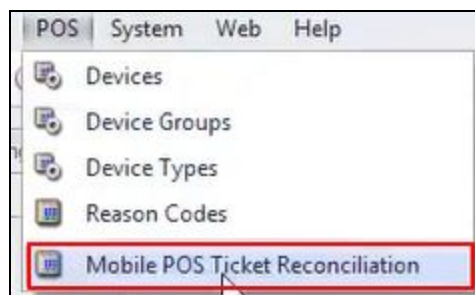 POS System Web Help
Devices
Device Groups
Device Types
Reason Codes
Mobile POS Ticket Reconciliation